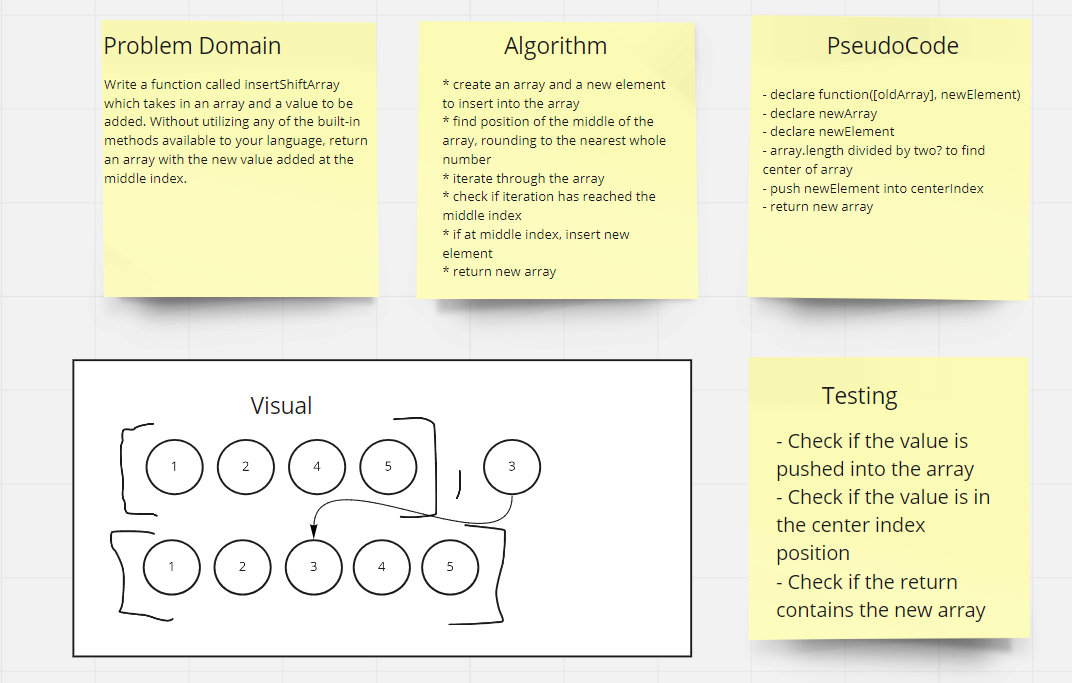 Problem Domain
Write a function called insertShiftArray
which takes in an array and a value to be
added. Without utilizing any of the built-in
methods available to your language, return
an array with the new value added at the
middle index.
Algorithm
* create an array and a new element
to insert into the array
* find position of the middle of the
array, rounding to the nearest whole
number
* iterate through the array
* check if iteration has reached the
middle index
* if at middle index, insert new
element
* return new array
PseudoCode
- declare function([oldArray], newElement)
- declare newArray
- declare newElement
- array.length divided by two? to find
center of array
- push newElement into centerIndex
- return new array
Visual
[ 1 2 4 5 ] , 3
[ 1 2 3 4 5 ]
Testing
- Check if the value is
pushed into the array
- Check if the value is in
the center index
position
- Check if the return
contains the new array